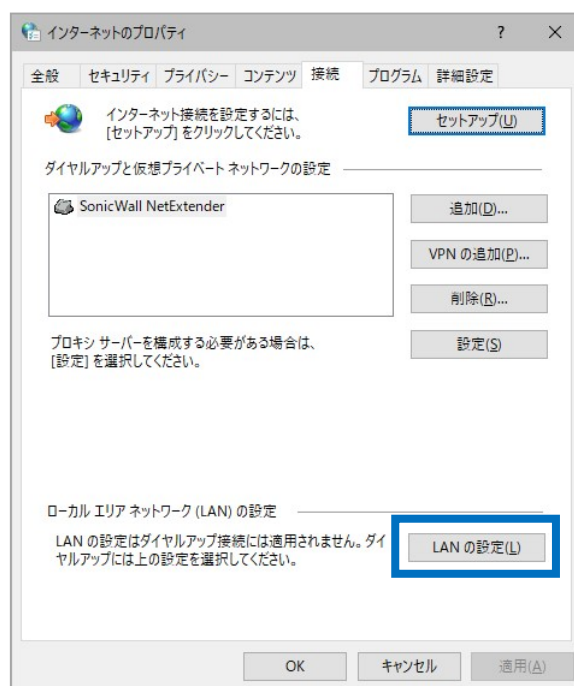 インターネットのプロパティ ? ×
全般 セキュリティ プライバシー コンテンツ 接続 プログラム 詳細設定
インターネット接続を設定するには、
[セットアップ] をクリックしてください。
セットアップ(U)
ダイヤルアップと仮想プライベート ネットワークの設定
SonicWall NetExtender
追加(D)...
VPN の追加(P)...
削除(R)...
プロキシ サーバーを構成する必要がある場合は、
[設定] を選択してください。
設定(S)
ローカル エリア ネットワーク (LAN) の設定
LAN の設定はダイヤルアップ接続には適用されません。ダイ
ヤルアップには上の設定を選択してください。
LAN の設定(L)
OK キャンセル 適用(A)